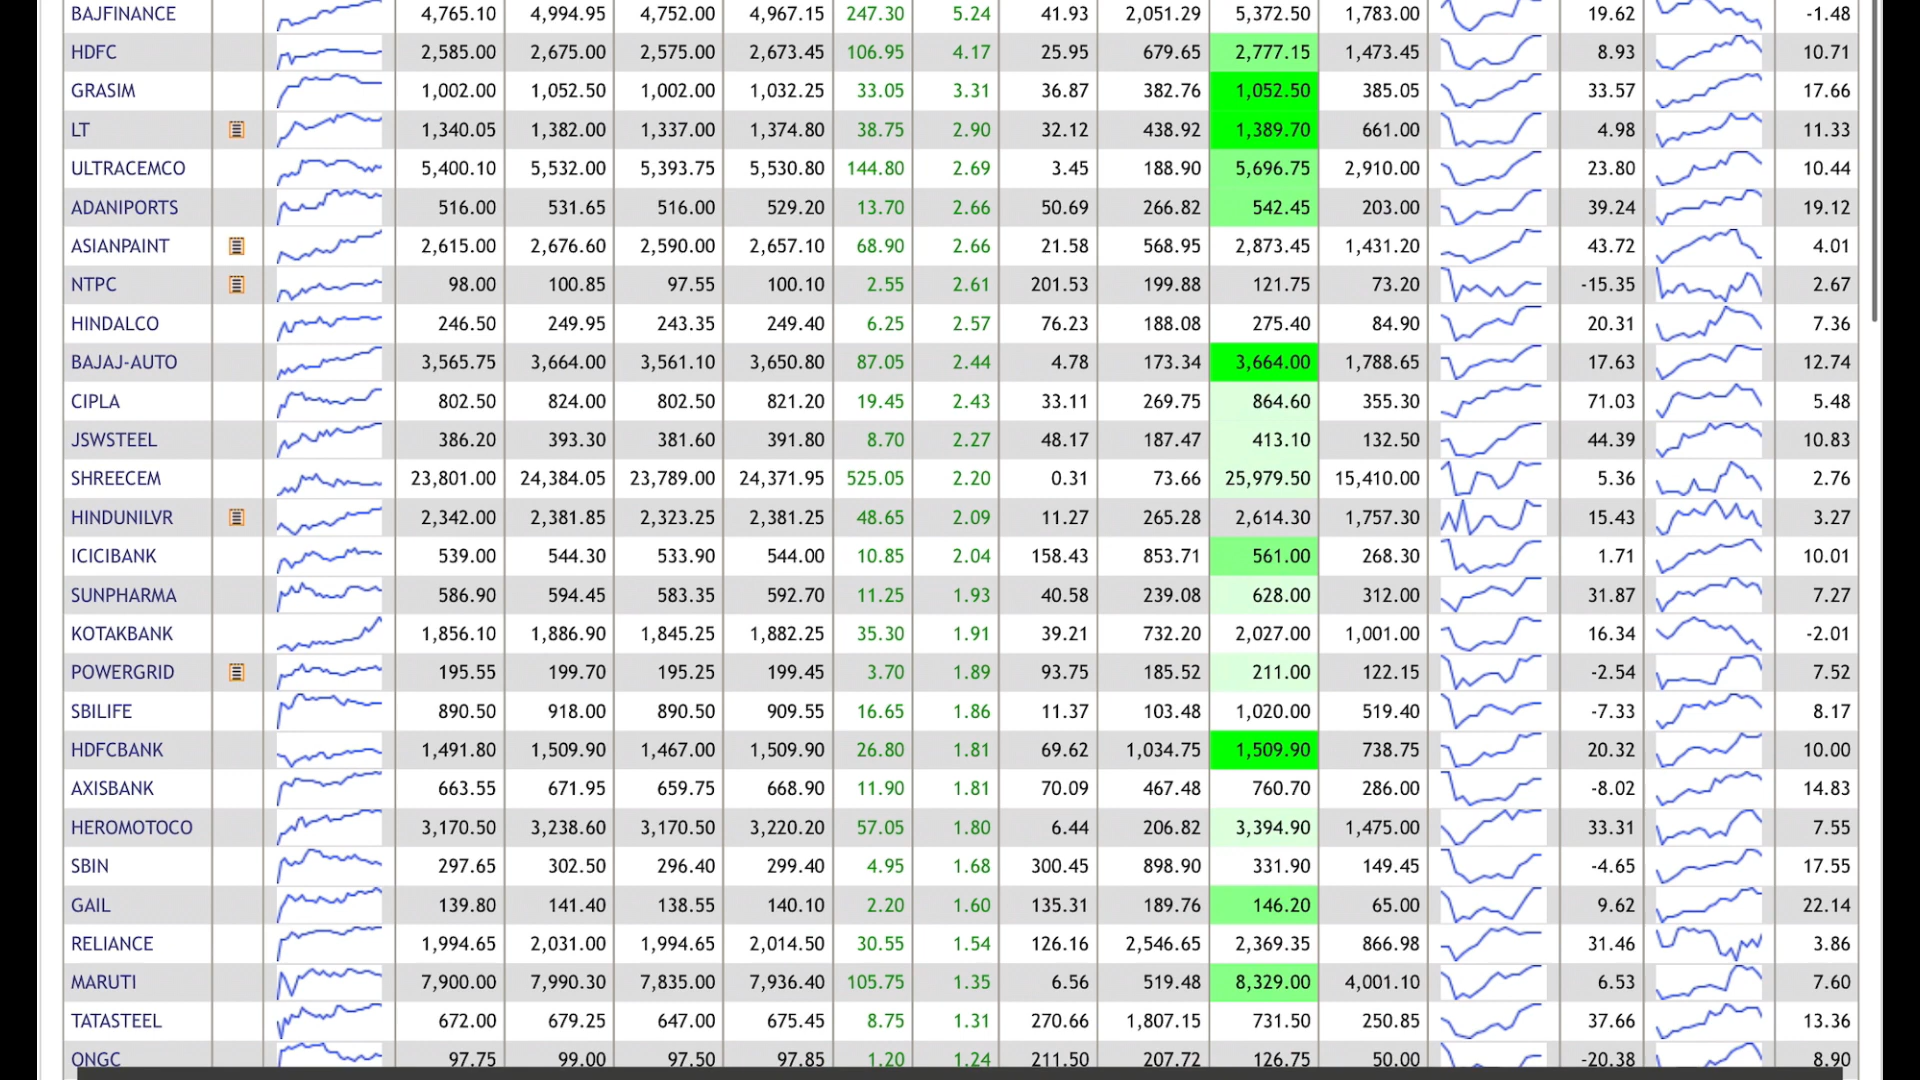 BAJFINANCE 4,765.10 4,994.95 4,752.00 4,967.15 247.30 5.24 41.93 2,051.29 5,372.50 1,783.00 19.62 -1.48
HDFC 2,585.00 2,675.00 2,575.00 2,673.45 106.95 4.17 25.95 679.65 2,777.15 1,473.45 8.93 10.71
GRASIM 1,002.00 1,052.50 1,002.00 1,032.25 33.05 3.31 36.87 382.76 1,052.50 385.05 33.57 17.66
LT 1,340.05 1,382.00 1,337.00 1,374.80 38.75 2.90 32.12 438.92 1,389.70 661.00 4.98 11.33
ULTRACEMCO 5,400.10 5,532.00 5,393.75 5,530.80 144.80 2.69 3.45 188.90 5,696.75 2,910.00 23.80 10.44
ADANIPORTS 516.00 531.65 516.00 529.20 13.70 2.66 50.69 266.82 542.45 203.00 39.24 19.12
ASIANPAINT 2,615.00 2,676.60 2,590.00 2,657.10 68.90 2.66 21.58 568.95 2,873.45 1,431.20 43.72 4.01
NTPC 98.00 100.85 97.55 100.10 2.55 2.61 201.53 199.88 121.75 73.20 -15.35 2.67
HINDALCO 246.50 249.95 243.35 249.40 6.25 2.57 76.23 188.08 275.40 84.90 20.31 7.36
BAJAJ-AUTO 3,565.75 3,664.00 3,561.10 3,650.80 87.05 2.44 4.78 173.34 3,664.00 1,788.65 17.63 12.74
CIPLA 802.50 824.00 802.50 821.20 19.45 2.43 33.11 269.75 864.60 355.30 71.03 5.48
JSWSTEEL 386.20 393.30 381.60 391.80 8.70 2.27 48.17 187.47 413.10 132.50 44.39 10.83
SHREECEM 23,801.00 24,384.05 23,789.00 24,371.95 525.05 2.20 0.31 73.66 25,979.50 15,410.00 5.36 2.76
HINDUNILVR 2,342.00 2,381.85 2,323.25 2,381.25 48.65 2.09 11.27 265.28 2,614.30 1,757.30 15.43 3.27
ICICIBANK 539.00 544.30 533.90 544.00 10.85 2.04 158.43 853.71 561.00 268.30 1.71 10.01
SUNPHARMA 586.90 594.45 583.35 592.70 11.25 1.93 40.58 239.08 628.00 312.00 31.87 7.27
KOTAKBANK 1,856.10 1,886.90 1,845.25 1,882.25 35.30 1.91 39.21 732.20 2,027.00 1,001.00 16.34 -2.01
POWERGRID 195.55 199.70 195.25 199.45 3.70 1.89 93.75 185.52 211.00 122.15 -2.54 7.52
SBILIFE 890.50 918.00 890.50 909.55 16.65 1.86 11.37 103.48 1,020.00 519.40 -7.33 8.17
HDFCBANK 1,491.80 1,509.90 1,467.00 1,509.90 26.80 1.81 69.62 1,034.75 1,509.90 738.75 20.32 10.00
AXISBANK 663.55 671.95 659.75 668.90 11.90 1.81 70.09 467.48 760.70 286.00 -8.02 14.83
HEROMOTOCO 3,170.50 3,238.60 3,170.50 3,220.20 57.05 1.80 6.44 206.82 3,394.90 1,475.00 33.31 7.55
SBIN 297.65 302.50 296.40 299.40 4.95 1.68 300.45 898.90 331.90 149.45 -4.65 17.55
GAIL 139.80 141.40 138.55 140.10 2.20 1.60 135.31 189.76 146.20 65.00 9.62 22.14
RELIANCE 1,994.65 2,031.00 1,994.65 2,014.50 30.55 1.54 126.16 2,546.65 2,369.35 866.98 31.46 3.86
MARUTI 7,900.00 7,990.30 7,835.00 7,936.40 105.75 1.35 6.56 519.48 8,329.00 4,001.10 6.53 7.60
TATASTEEL 672.00 679.25 647.00 675.45 8.75 1.31 270.66 1,807.15 731.50 250.85 37.66 13.36
ONGC 97.75 99.00 97.50 97.85 1.20 1.24 211.50 207.72 126.75 50.00 -20.38 8.90